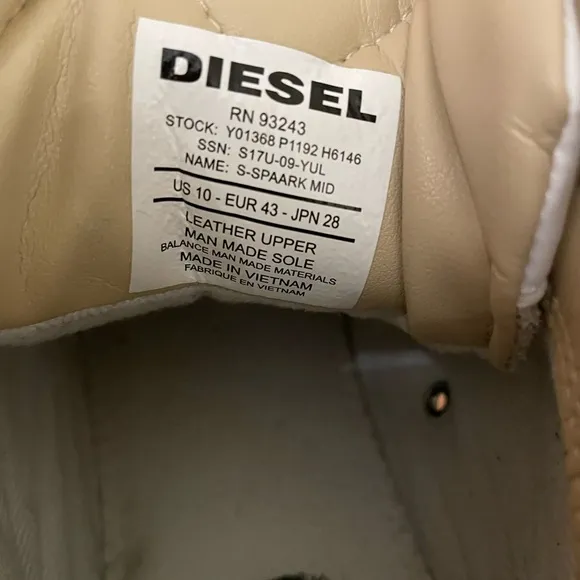 DIESEL
RN 93243
STOCK: Y01368 P1192 H6146
SSN: S17U-09-YUL
NAME: S-SPAARK MID
US 10 - EUR 43 - JPN 28
LEATHER UPPER
MAN MADE SOLE
BALANCE MAN MADE MATERIALS
MADE IN VIETNAM
FABRIQUE EN VIETNAM